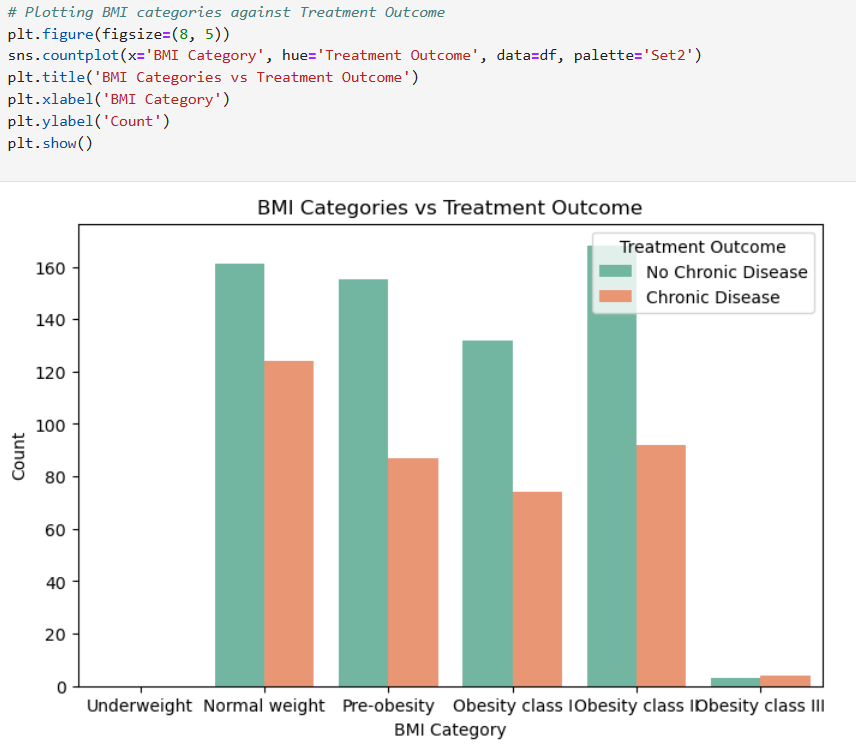 # Plotting BMI categories against Treatment Outcome
plt.figure(figsize=(8, 5))
sns.countplot(x='BMI Category', hue='Treatment Outcome', data=df, palette='Set2')
plt.title('BMI Categories vs Treatment Outcome')
plt.xlabel('BMI Category')
plt.ylabel('Count')
plt.show()
BMI Categories vs Treatment Outcome
Treatment Outcome
No Chronic Disease
Chronic Disease
160
140
120
100
80
60
40
20
0
Count
Underweight Normal weight Pre-obesity Obesity class I Obesity class II Obesity class III
BMI Category